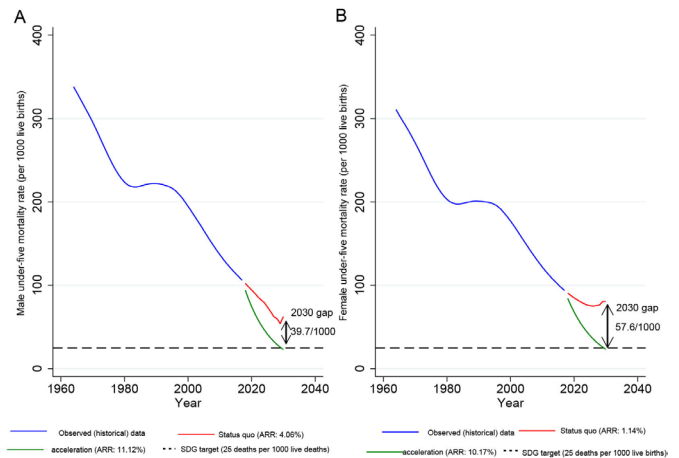 A
Male under-five mortality rate (per 1000 live births)
400
300
200
100
0
2030 gap
39.7/1000
1960 1980 2000 2020 2040
Year
Observed (historical) data
Status quo (ARR: 4.06%)
acceleration (ARR: 11.12%)
SDG target (25 deaths per 1000 live deaths)
B
Female under-five mortality rate (per 1000 live births)
400
300
200
100
0
2030 gap
57.6/1000
1960 1980 2000 2020 2040
Year
Observed (historical) data
Status quo (ARR: 1.14%)
acceleration (ARR: 10.17%)
SDG target (25 deaths per 1000 live births)